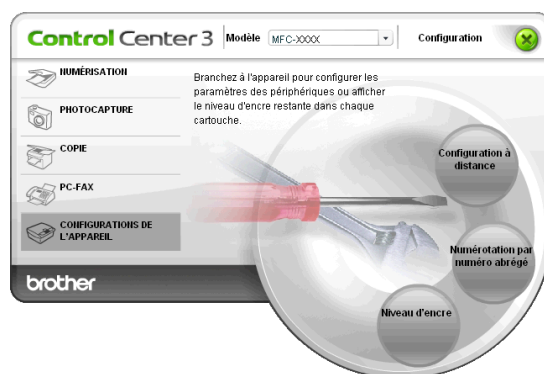 Control Center 3
Modèle
MFC-XXXX
Configuration
NUMÉRISATION
PHOTOCAPTURE
COPIE
PC-FAX
CONFIGURATIONS DE
L'APPAREIL
Branchez à l'appareil pour configurer les
paramètres des périphériques ou afficher
le niveau d'encre restante dans chaque
cartouche.
Configuration à
distance
Numérotation par
numéro abrégé
Niveau d'encre
brother